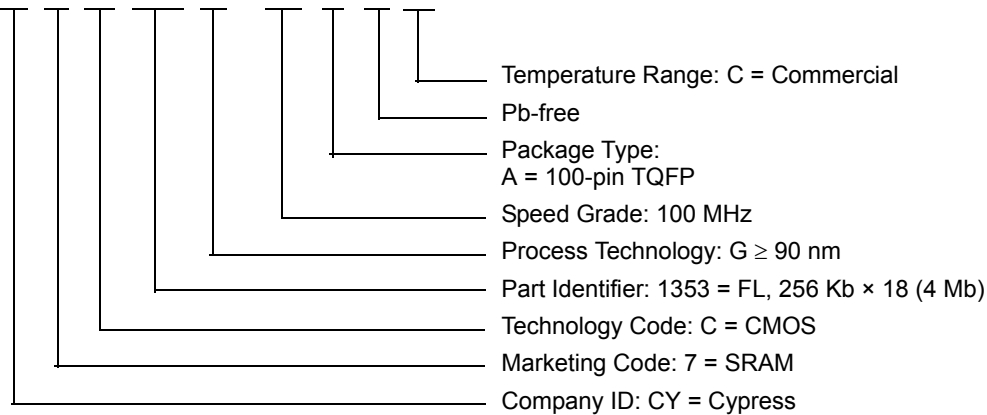 Temperature Range: C = Commercial
Pb-free
Package Type:
A = 100-pin TQFP
Speed Grade: 100 MHz
Process Technology: G ≥ 90 nm
Part Identifier: 1353 = FL, 256 Kb × 18 (4 Mb)
Technology Code: C = CMOS
Marketing Code: 7 = SRAM
Company ID: CY = Cypress